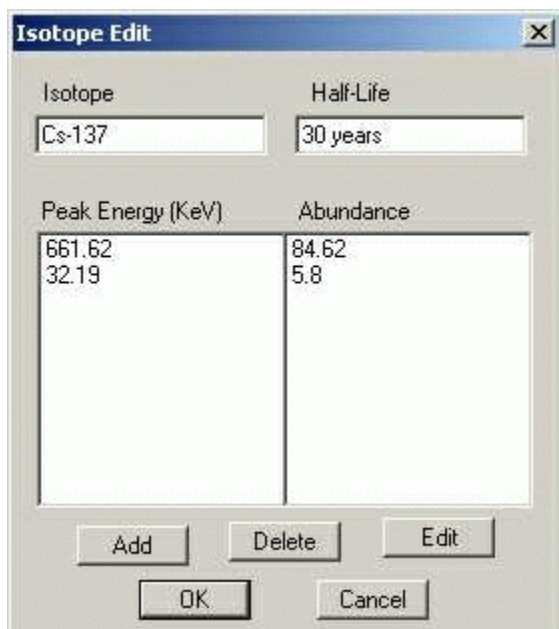 Isotope Edit
Isotope Half-Life
Cs-137 30 years
Peak Energy (KeV) Abundance
661.62 84.62
32.19 5.8
Add Delete Edit
OK Cancel